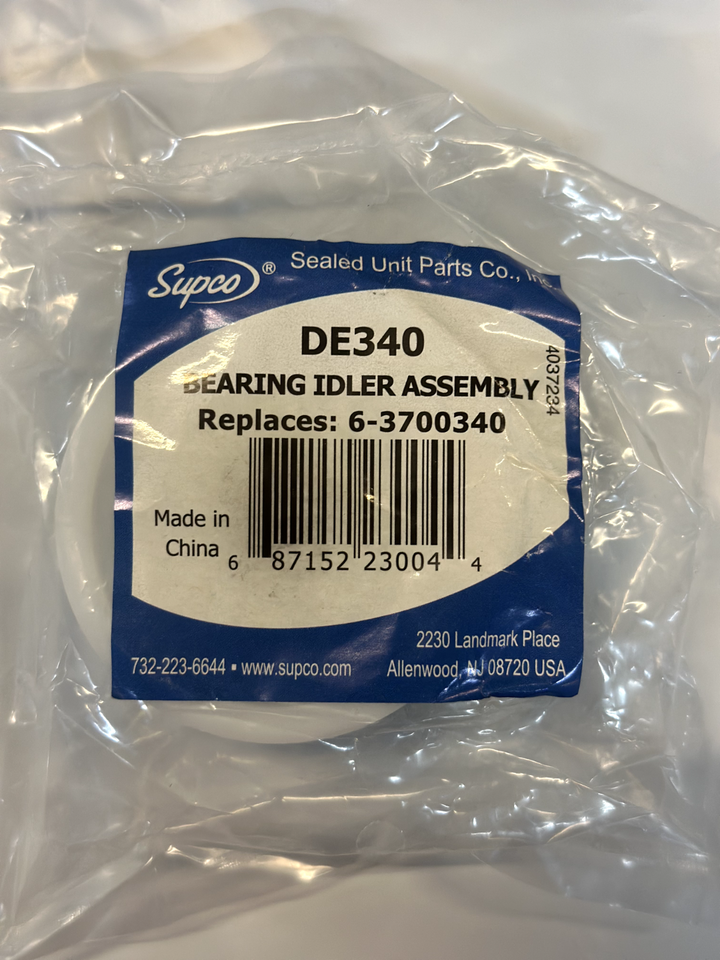 Supco® Sealed Unit Parts Co., Inc.
DE340
BEARING IDLER ASSEMBLY
Replaces: 6-3700340
4037234
Made in
China
6 87152 23004 4
2230 Landmark Place
732-223-6644 ▪ www.supco.com Allenwood, NJ 08720 USA